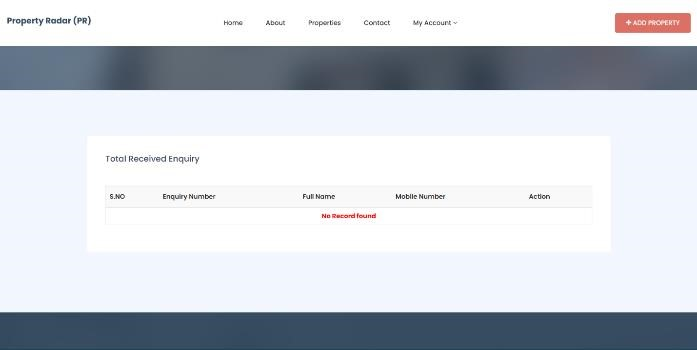 Property Radar (PR)
Home About Properties Contact My Account
+ ADD PROPERTY
Total Received Enquiry
S.NO Enquiry Number Full Name Mobile Number Action
No Record found